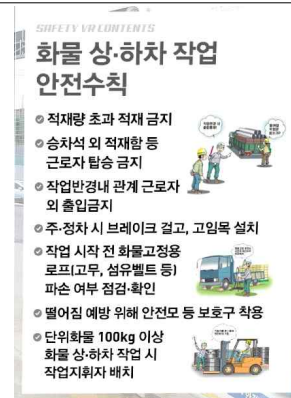 SAFETY VR CONTENTS
화물 상·하차 작업
안전수칙
적재량 초과 적재 금지
승차석 외 적재함 등
근로자 탑승 금지
작업반경내 관계 근로자
외 출입금지
주·정차 시 브레이크 걸고, 고임목 설치
작업 시작 전 화물고정용
로프(고무, 섬유벨트 등)
파손 여부 점검·확인
떨어짐 예방 위해 안전모 등 보호구 착용
단위화물 100kg 이상
화물 상·하차 작업 시
작업지휘자 배치